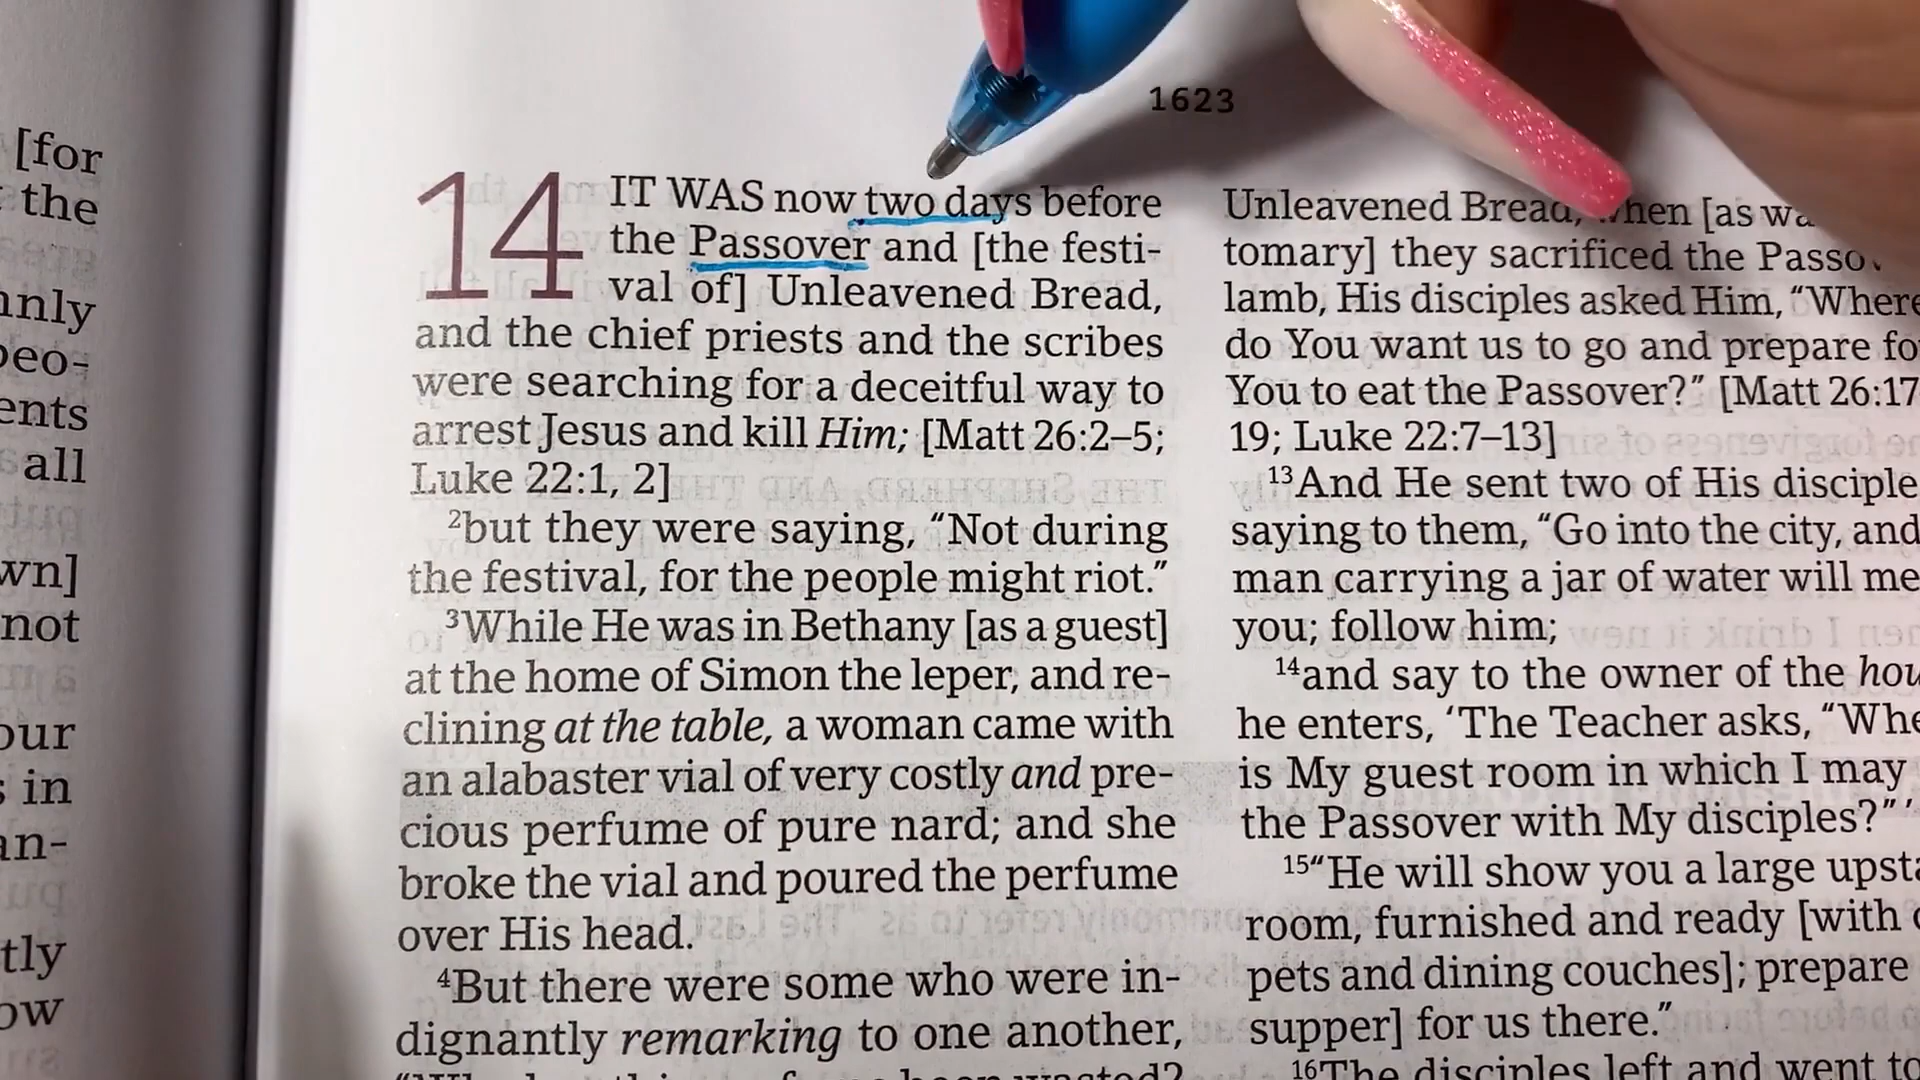 [for
the
nly
peo-
ents
all
wn]
not
our
in
an-
tly
ow
1623
14 IT WAS now two days before
the Passover and [the festi-
val of] Unleavened Bread,
and the chief priests and the scribes
were searching for a deceitful way to
arrest Jesus and kill Him; [Matt 26:2–5;
Luke 22:1, 2]
2but they were saying, “Not during
the festival, for the people might riot.”
3While He was in Bethany [as a guest]
at the home of Simon the leper, and re-
clining at the table, a woman came with
an alabaster vial of very costly and pre-
cious perfume of pure nard; and she
broke the vial and poured the perfume
over His head.
4But there were some who were in-
dignantly remarking to one another,
Unleavened Bread, when [as
tomary] they sacrificed the
lamb, His disciples asked Him, “Where
do You want us to go and prepare
You to eat the Passover?” [Matt 26:17
19; Luke 22:7–13]
13And He sent two of His disciple
saying to them, “Go into the city, and
man carrying a jar of water will me
you; follow him;
14and say to the owner of the hou
he enters, ‘The Teacher asks, “Whe
is My guest room in which I may
the Passover with My disciples?” ’
15“He will show you a large upsta
room, furnished and ready [with
pets and dining couches]; prepare
supper] for us there.”
16The disciples left and went to